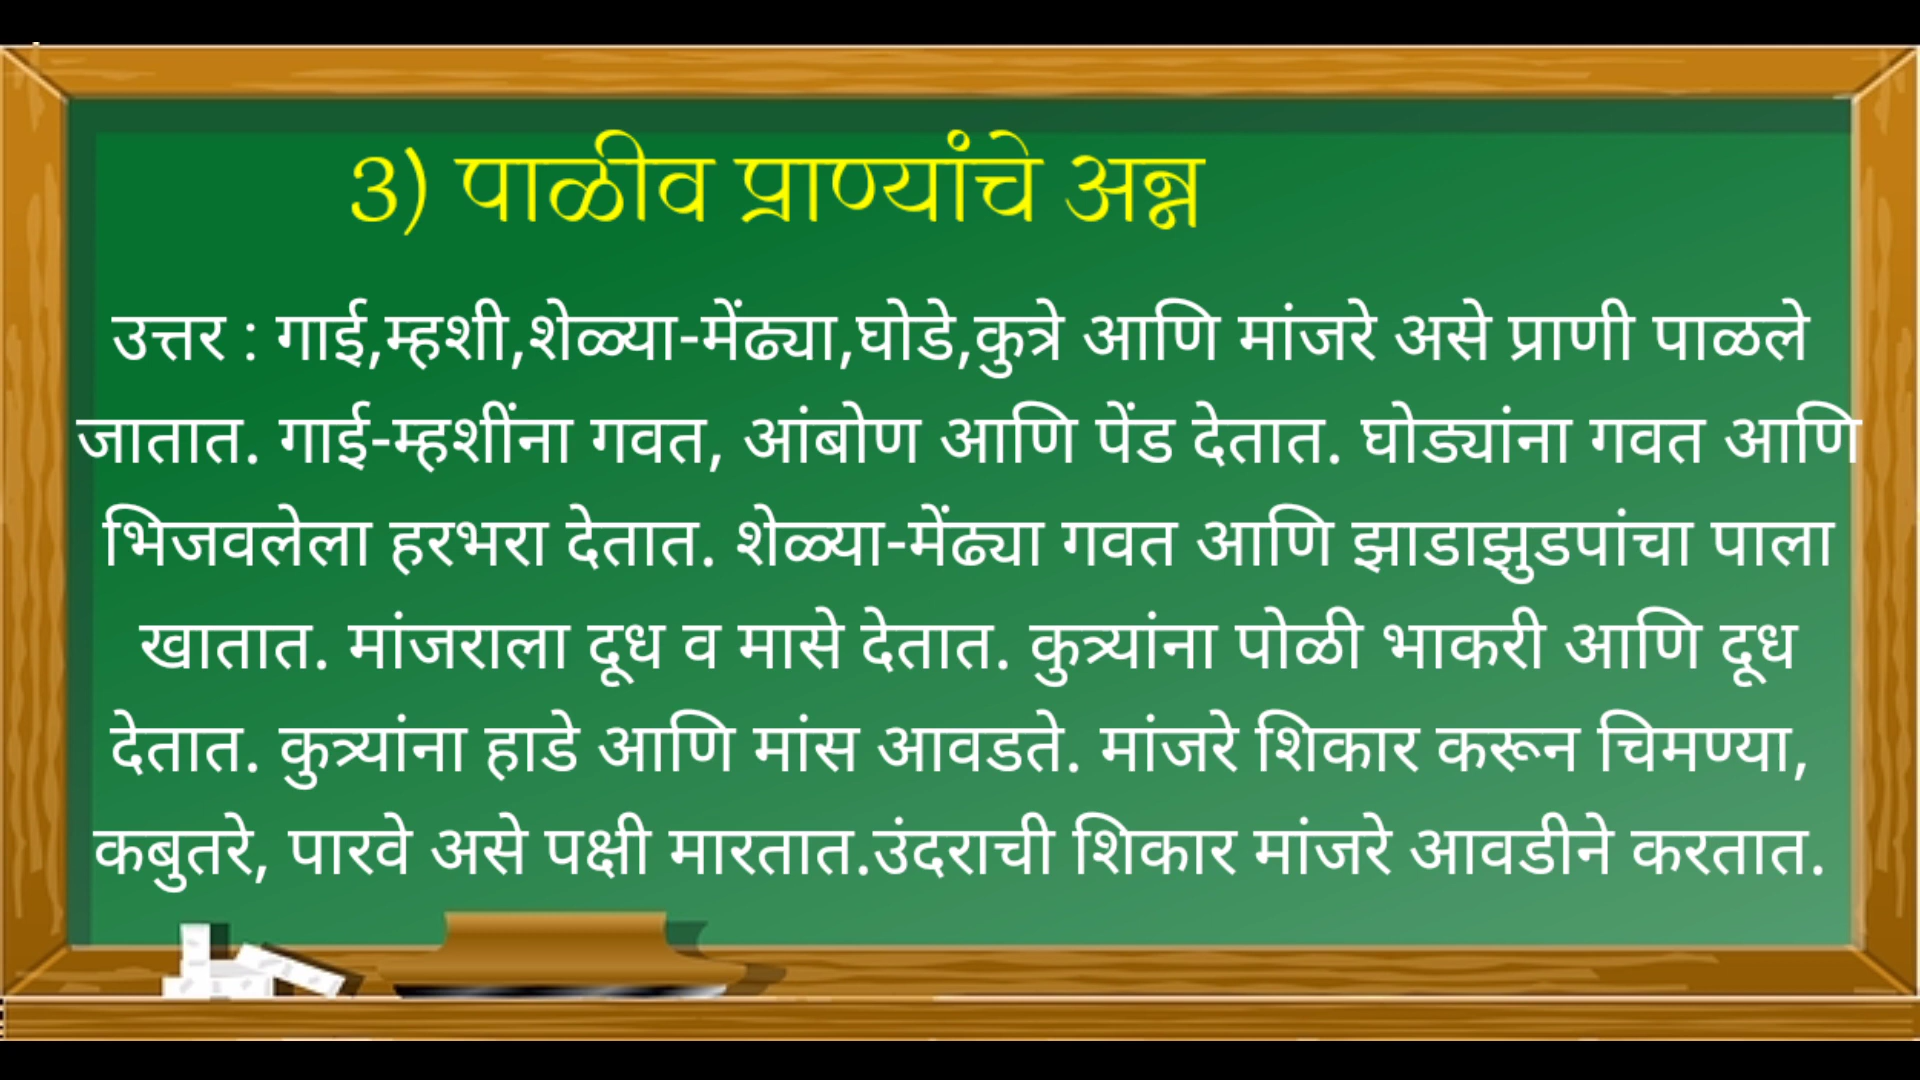 3) पाळीव प्राण्यांचे अन्न
उत्तर : गाई,म्हशी,शेळ्या-मेंढ्या,घोडे,कुत्रे आणि मांजरे असे प्राणी पाळले
जातात. गाई-म्हशींना गवत, आंबोण आणि पेंड देतात. घोड्यांना गवत आणि
भिजवलेला हरभरा देतात. शेळ्या-मेंढ्या गवत आणि झाडाझुडपांचा पाला
खातात. मांजराला दूध व मासे देतात. कुत्र्यांना पोळी भाकरी आणि दूध
देतात. कुत्र्यांना हाडे आणि मांस आवडते. मांजरे शिकार करून चिमण्या,
कबुतरे, पारवे असे पक्षी मारतात.उंदराची शिकार मांजरे आवडीने करतात.